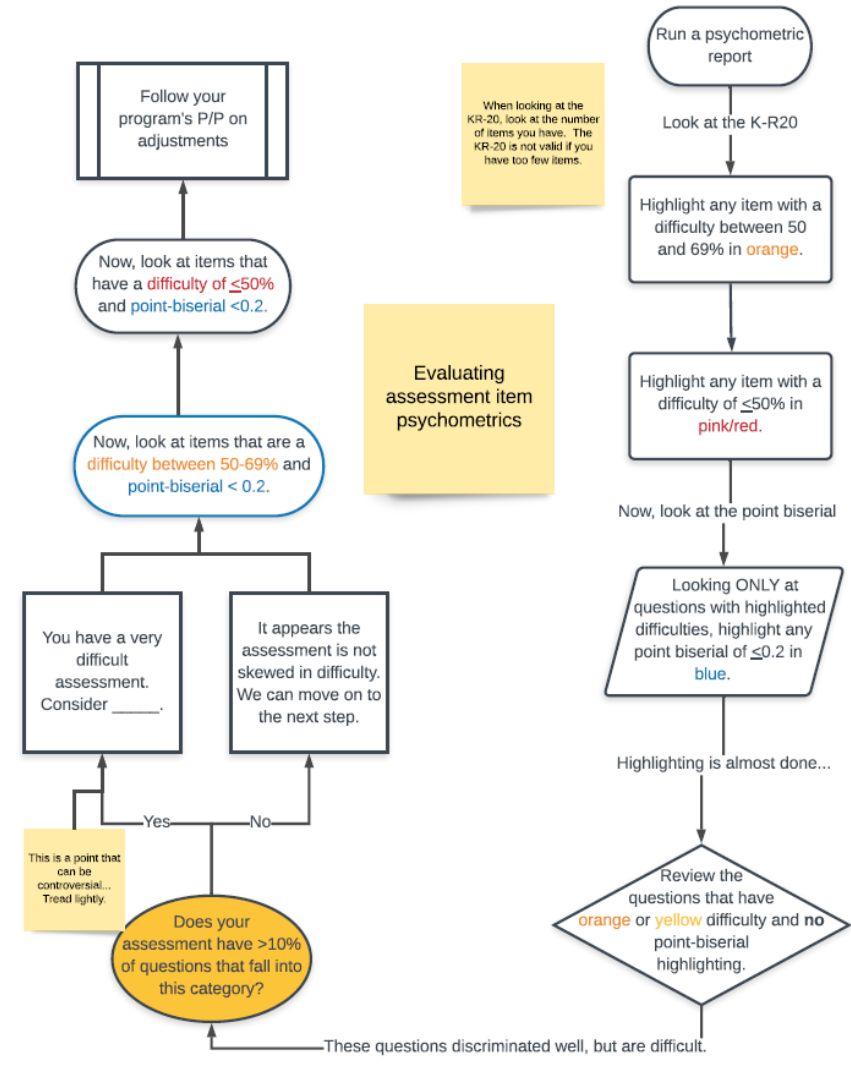 Run a psychometric
report
Look at the K-R20
When looking at the
KR-20, look at the number
of items you have. The
KR-20 is not valid if you
have too few items.
Highlight any item with a
difficulty between 50
and 69% in orange.
Highlight any item with a
difficulty of <50% in
pink/red.
Now, look at the point biserial
Looking ONLY at
questions with highlighted
difficulties, highlight any
point biserial of <0.2 in
blue.
Highlighting is almost done...
Review the
questions that have
orange or yellow difficulty and no
point-biserial
highlighting.
These questions discriminated well, but are difficult.
Does your
assessment have >10%
of questions that fall into
this category?
Yes
No
This is a point that
can be
controversial...
Tread lightly.
You have a very
difficult
assessment.
Consider _____.
It appears the
assessment is not
skewed in difficulty.
We can move on to
the next step.
Now, look at items that are a
difficulty between 50-69% and
point-biserial < 0.2.
Now, look at items that
have a difficulty of <50%
and point-biserial <0.2.
Follow your
program's P/P on
adjustments
Evaluating
assessment item
psychometrics